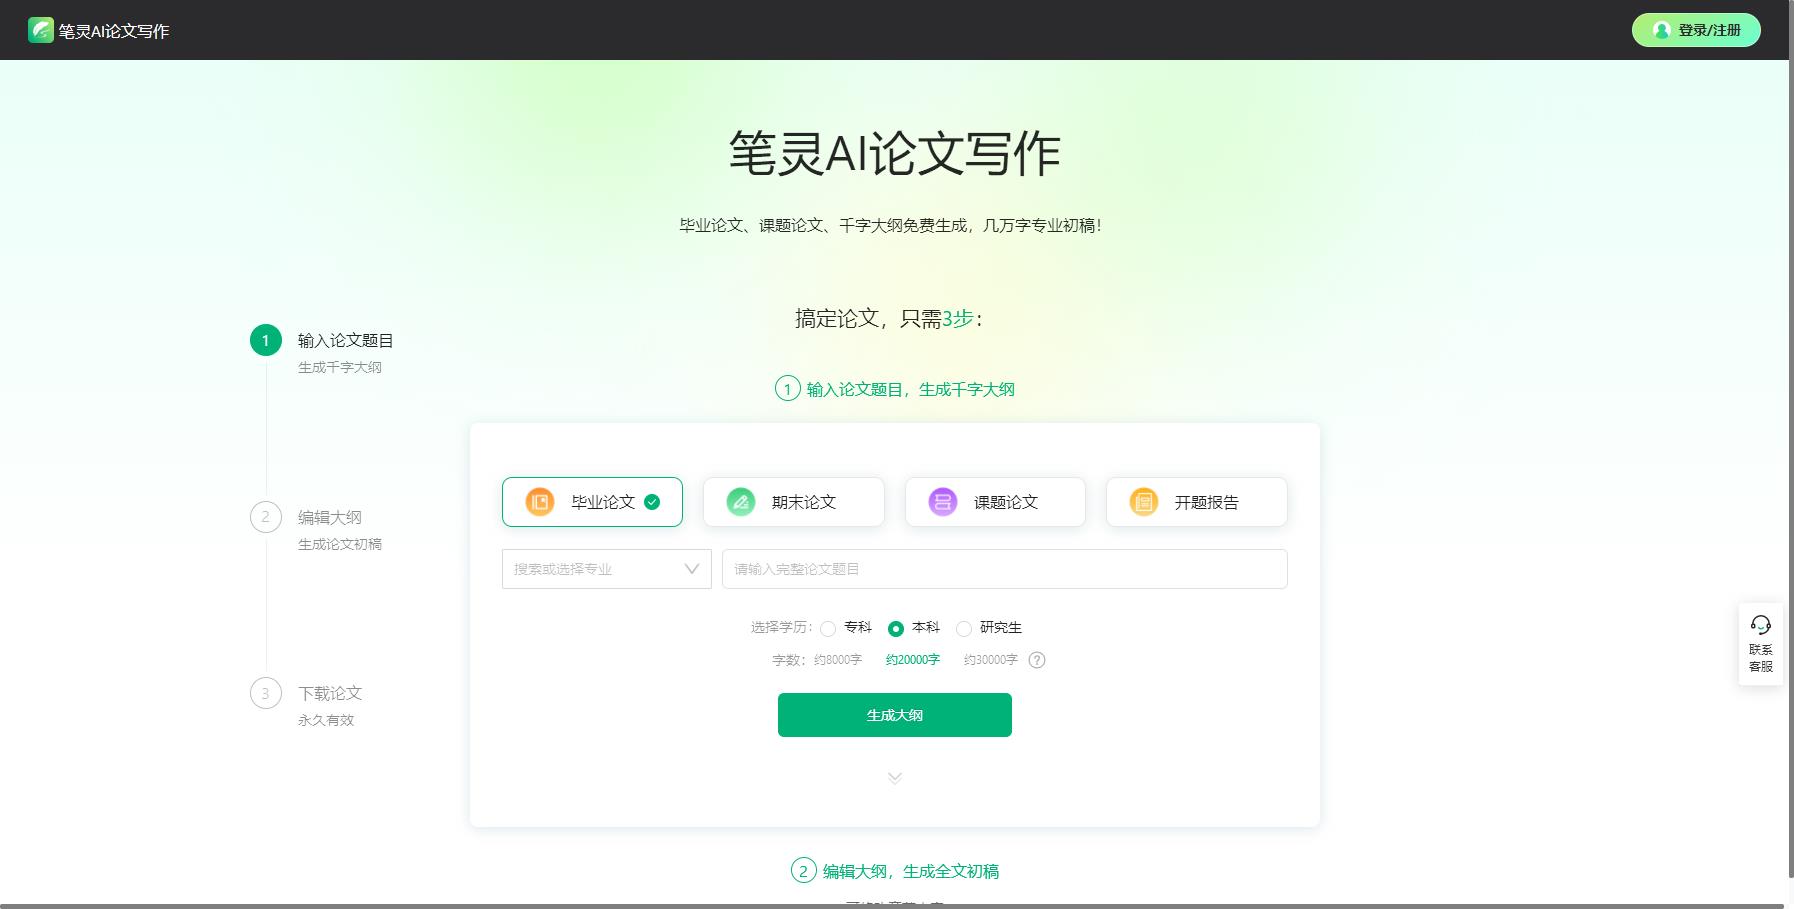 笔灵AI论文写作
登录/注册
笔灵AI论文写作
毕业论文、课题论文、千字大纲免费生成，几万字专业初稿！
搞定论文，只需3步：
1 输入论文题目
生成千字大纲
1 输入论文题目，生成千字大纲
毕业论文
期末论文
课题论文
开题报告
2 编辑大纲
生成论文初稿
搜索或选择专业
请输入完整论文题目
选择学历： 专科 本科 研究生
字数： 约8000字 约20000字 约30000字 ?
联系
客服
3 下载论文
永久有效
生成大纲
2 编辑大纲，生成全文初稿